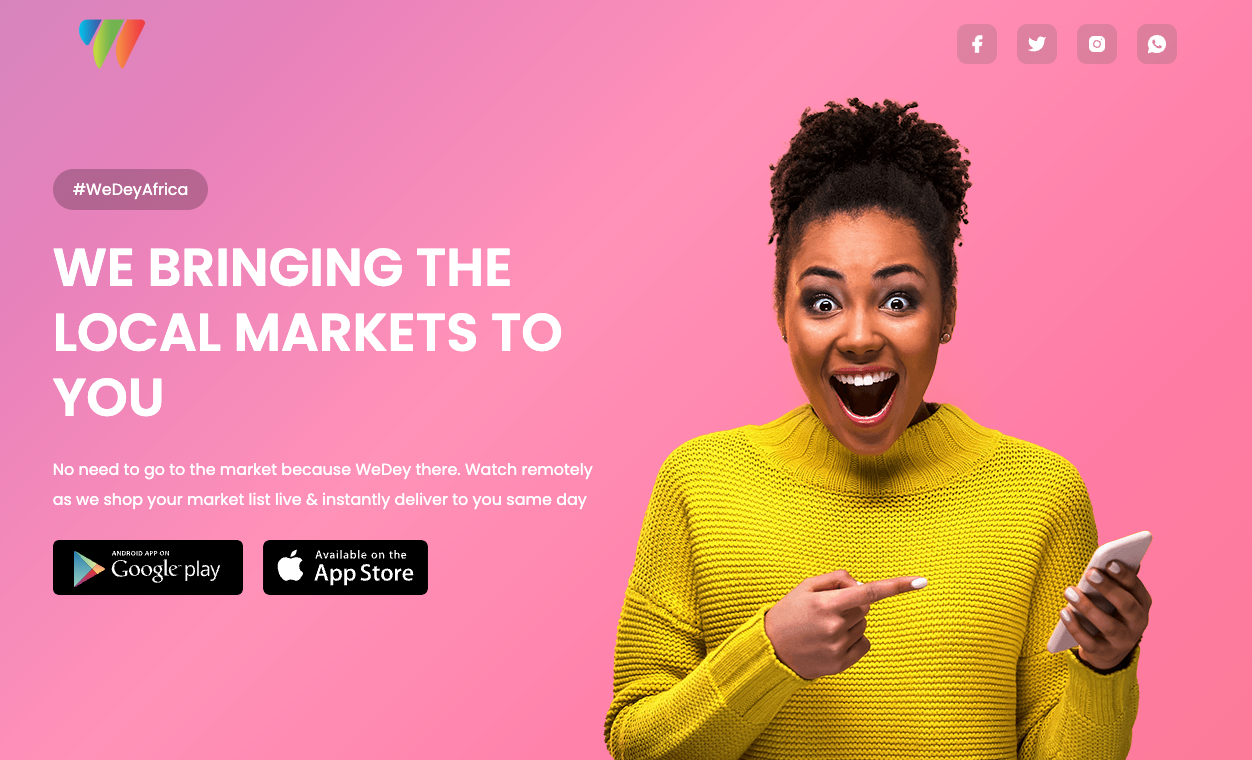 #WeDeyAfrica
WE BRINGING THE
LOCAL MARKETS TO
YOU
No need to go to the market because WeDey there. Watch remotely
as we shop your market list live & instantly deliver to you same day
ANDROID APP ON
Google play
Available on the
App Store